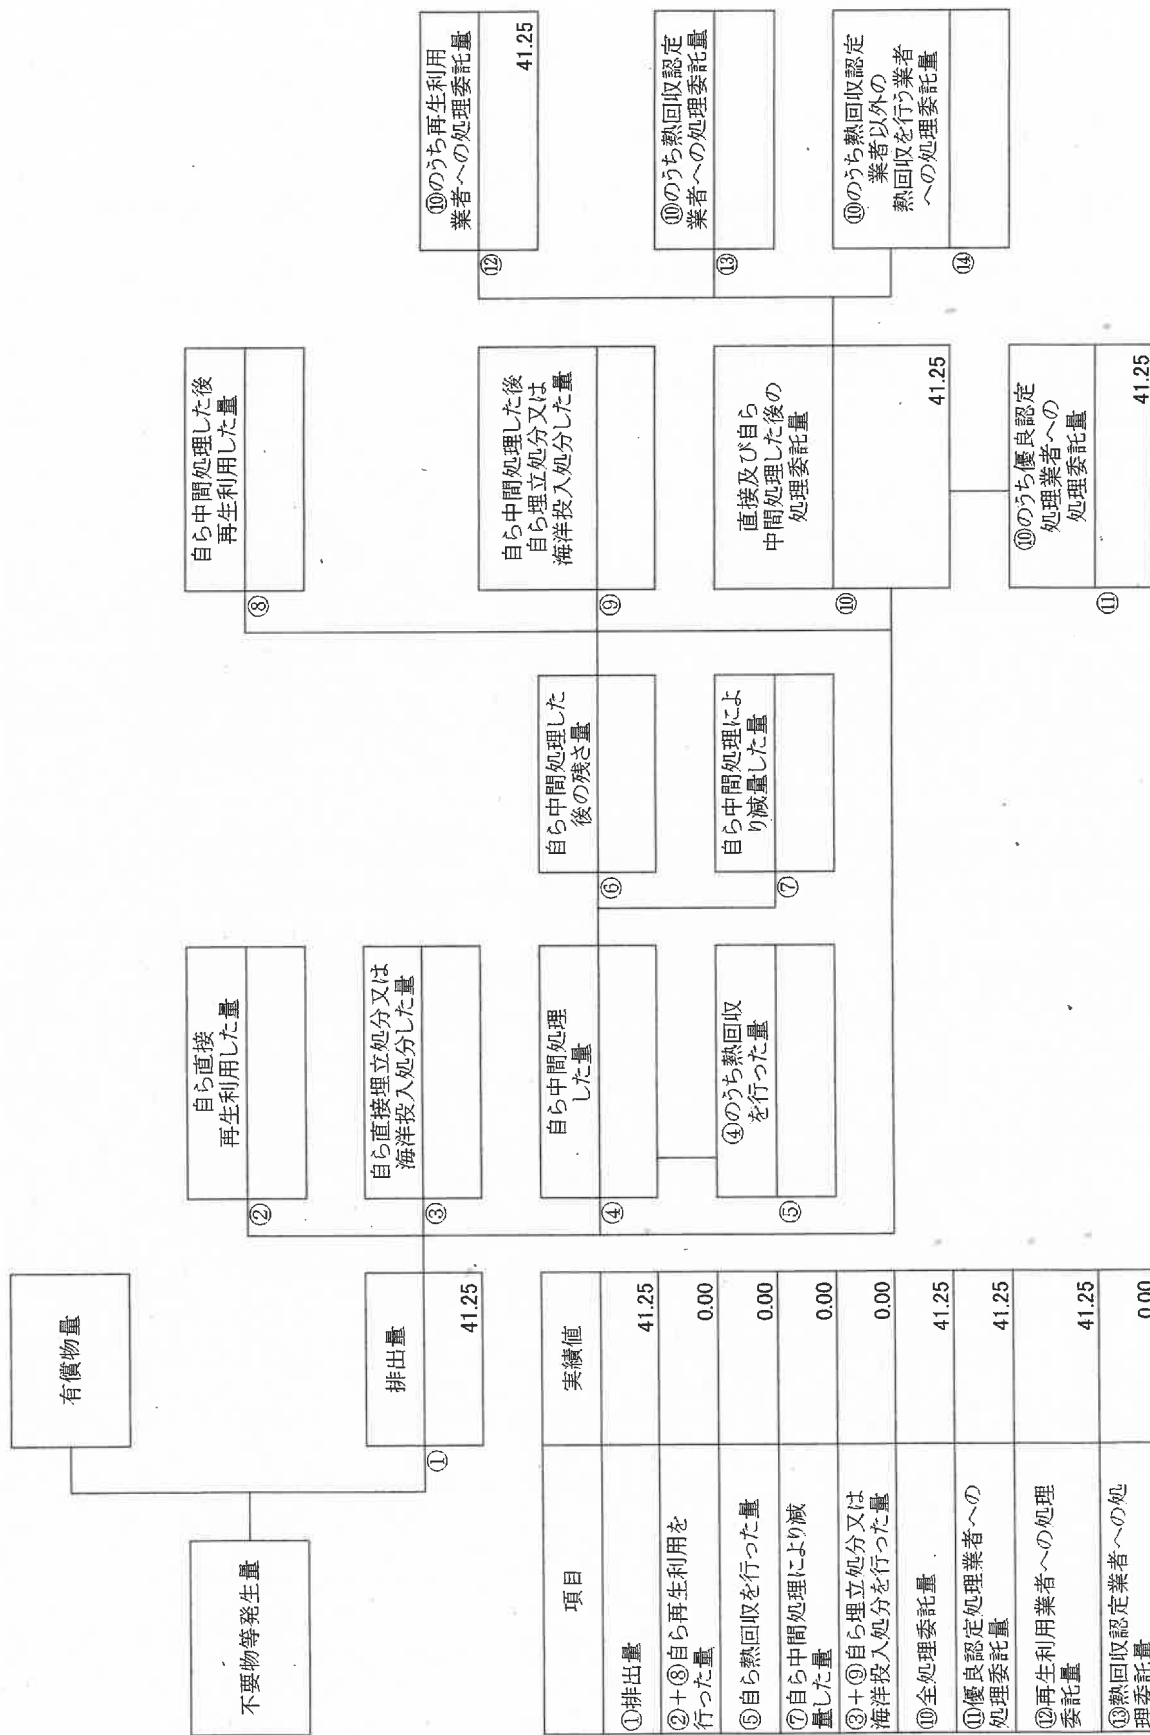 不要物等発生量
有償物量
排出量
①
41.25
自ら直接
再生利用した量
②
自ら直接埋立処分又は
海洋投入処分した量
③
自ら中間処理
した量
④
④のうち熱回収
を行った量
⑤
自ら中間処理した
後の残さ量
⑥
自ら中間処理によ
り減量した量
⑦
自ら中間処理した後
再生利用した量
⑧
自ら中間処理した後
自ら埋立処分又は
海洋投入処分した量
⑨
直接及び自ら
中間処理した後の
処理委託量
⑩
41.25
⑩のうち優良認定
処理業者への
処理委託量
⑪
41.25
⑩のうち再生利用
業者への処理委託量
⑫
41.25
⑩のうち熱回収認定
業者への処理委託量
⑬
⑩のうち熱回収認定
業者以外の
熱回収を行う業者
への処理委託量
⑭
項目 実績値
①排出量 41.25
②+⑧自ら再生利用を
行った量 0.00
⑤自ら熱回収を行った量 0.00
⑦自ら中間処理により減
量した量 0.00
③+⑨自ら埋立処分又は
海洋投入処分を行った量 0.00
⑩全処理委託量 41.25
⑪優良認定処理業者への
処理委託量 41.25
⑫再生利用業者への処理
委託量 41.25
⑬熱回収認定業者への処
理委託量 0.00